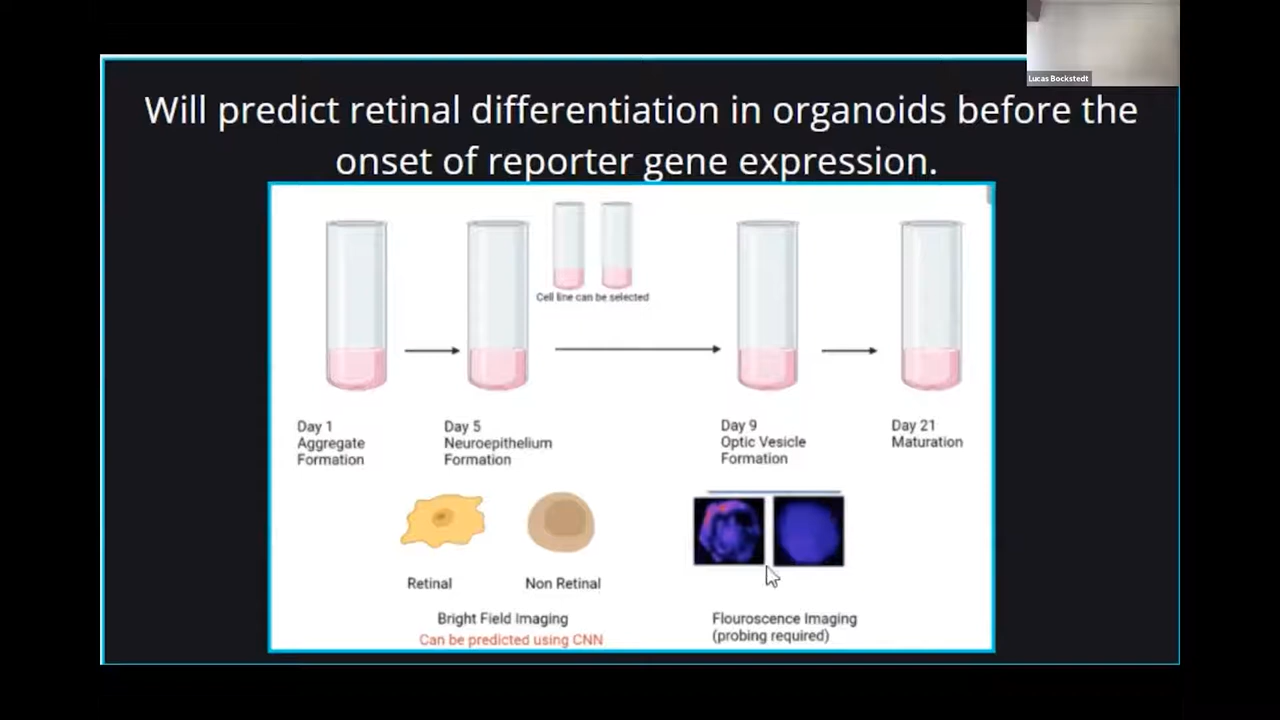 Lucas Bockstedt
Will predict retinal differentiation in organoids before the
onset of reporter gene expression.
Cell line can be selected
Day 1
Aggregate
Formation
Day 5
Neuroepithelium
Formation
Day 9
Optic Vesicle
Formation
Day 21
Maturation
Retinal
Non Retinal
Bright Field Imaging
Can be predicted using CNN
Flouroscence Imaging
(probing required)